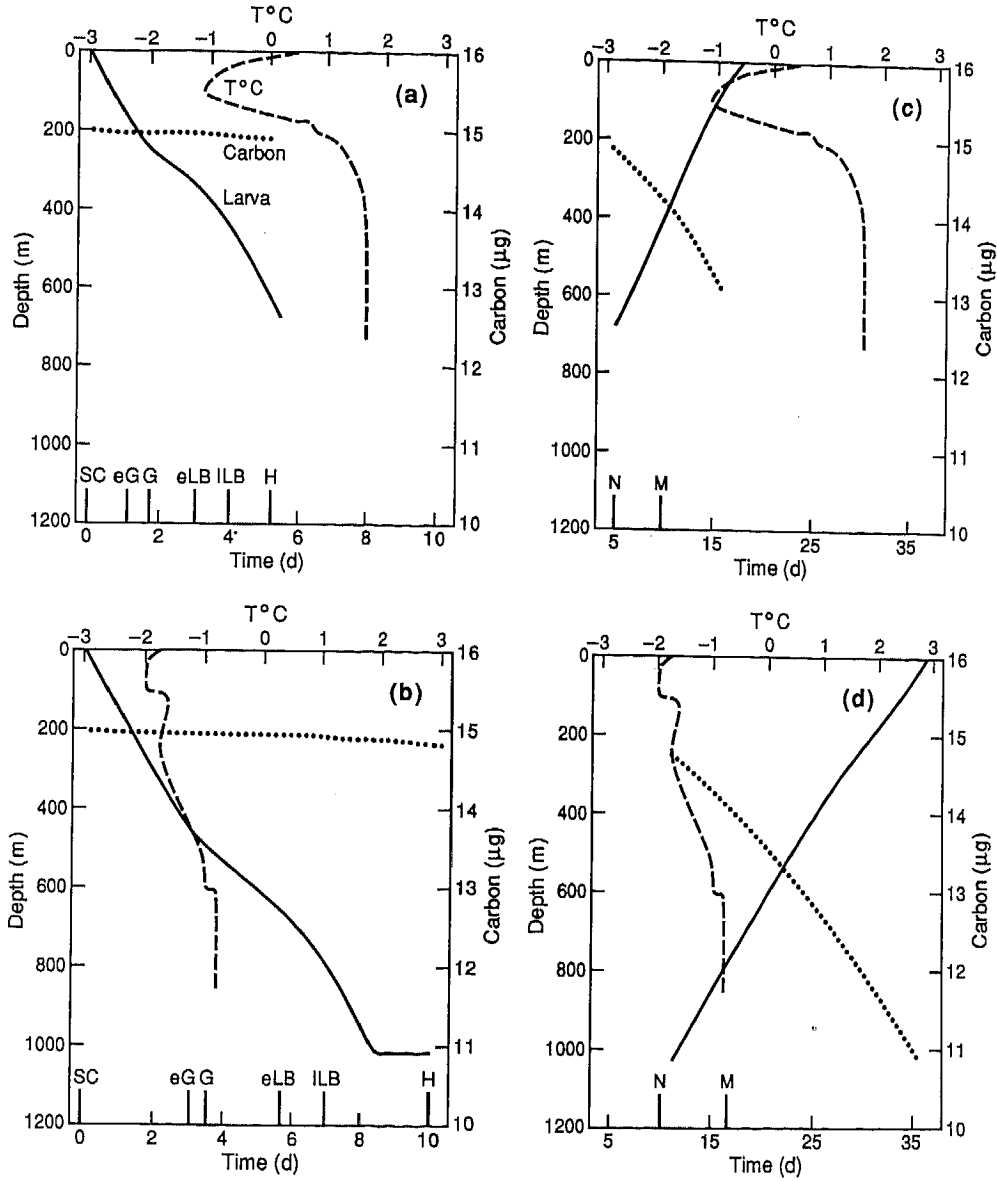 T°C
−3 −2 −1 0 1 2 3
0 200 400 600 800 1000 1200
Depth (m)
16 15 14 13 12 11 10
Carbon (µg)
(a)
T°C
Carbon
Larva
SC eG G eLB lLB H
0 2 4 6 8 10
Time (d)
T°C
−3 −2 −1 0 1 2 3
0 200 400 600 800 1000 1200
Depth (m)
16 15 14 13 12 11 10
Carbon (µg)
(c)
N M
5 15 25 35
Time (d)
T°C
−3 −2 −1 0 1 2 3
0 200 400 600 800 1000 1200
Depth (m)
16 15 14 13 12 11 10
Carbon (µg)
(b)
SC eG G eLB lLB H
0 2 4 6 8 10
Time (d)
T°C
−3 −2 −1 0 1 2 3
0 200 400 600 800 1000 1200
Depth (m)
16 15 14 13 12 11 10
Carbon (µg)
(d)
N M
5 15 25 35
Time (d)